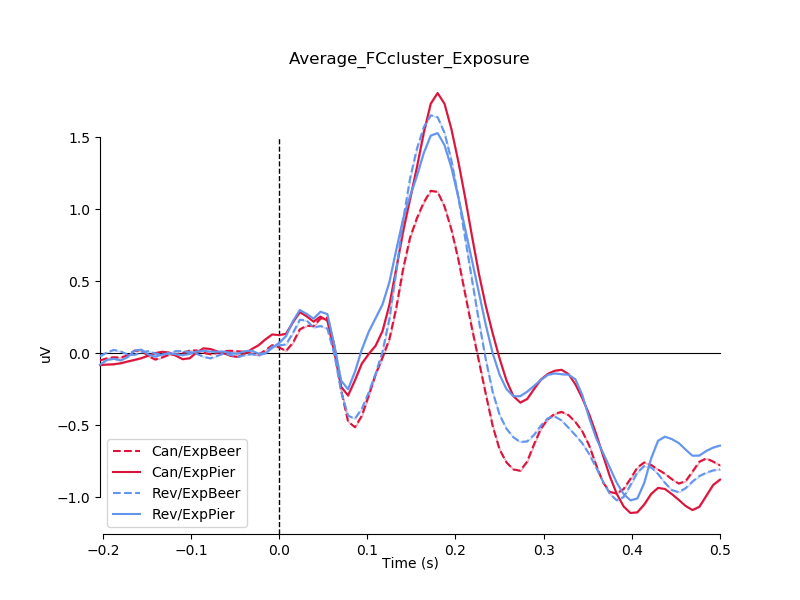 Average_FCcluster_Exposure
uV
1.5
1.0
0.5
0.0
−0.5
−1.0
Can/ExpBeer
Can/ExpPier
Rev/ExpBeer
Rev/ExpPier
−0.2 −0.1 0.0 0.1 0.2 0.3 0.4 0.5
Time (s)